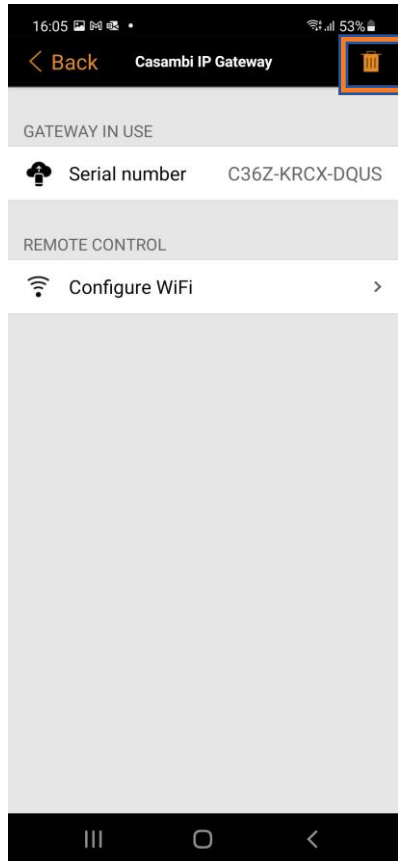 16:05 53%
Back Casambi IP Gateway
GATEWAY IN USE
Serial number C36Z-KRCX-DQUS
REMOTE CONTROL
Configure WiFi